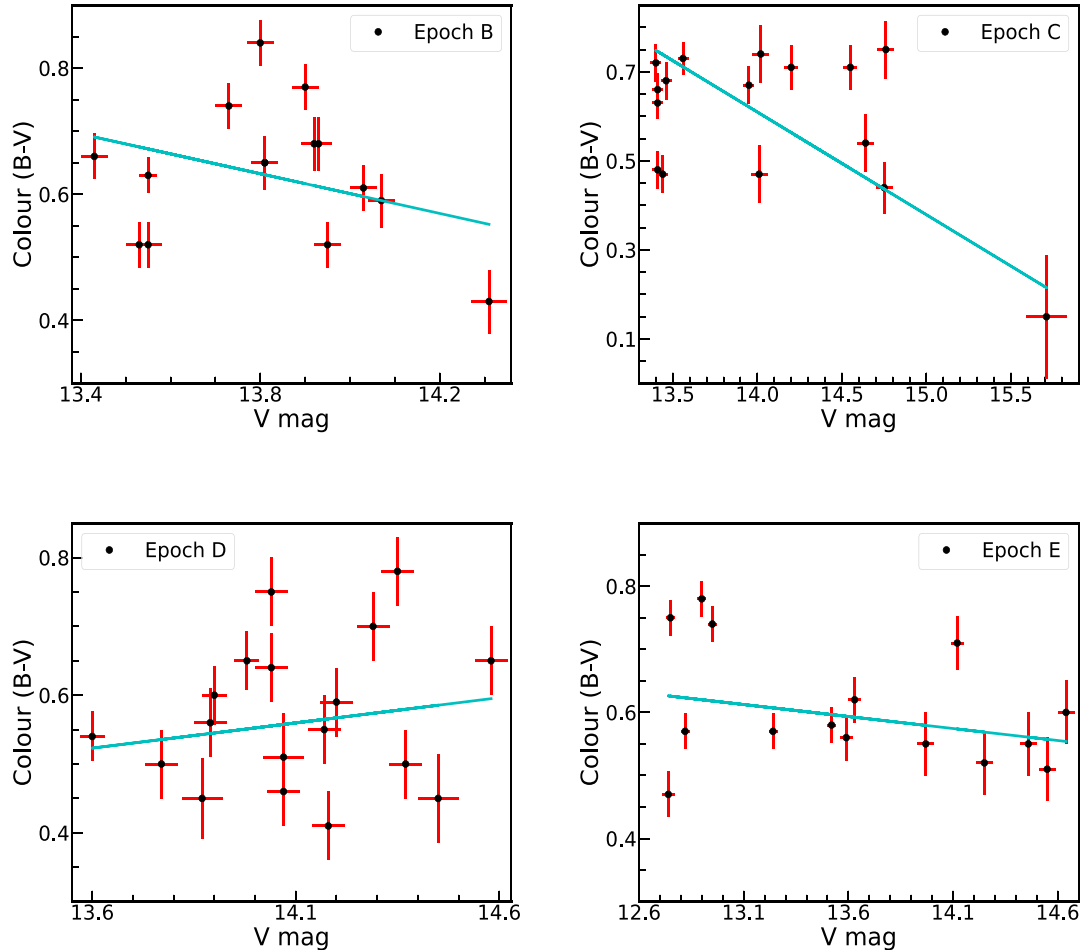 Epoch B
Colour (B-V)
0.8
0.6
0.4
13.4 13.8 14.2
V mag
Epoch C
Colour (B-V)
0.7
0.5
0.3
0.1
13.5 14.0 14.5 15.0 15.5
V mag
Epoch D
Colour (B-V)
0.8
0.6
0.4
13.6 14.1 14.6
V mag
Epoch E
Colour (B-V)
0.8
0.6
0.4
12.6 13.1 13.6 14.1 14.6
V mag